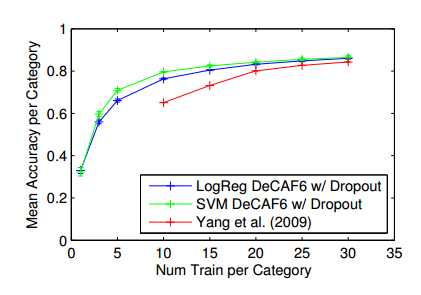 1
0.8
0.6
0.4
0.2
0
0 5 10 15 20 25 30 35
Mean Accuracy per Category
Num Train per Category
LogReg DeCAF6 w/ Dropout
SVM DeCAF6 w/ Dropout
Yang et al. (2009)